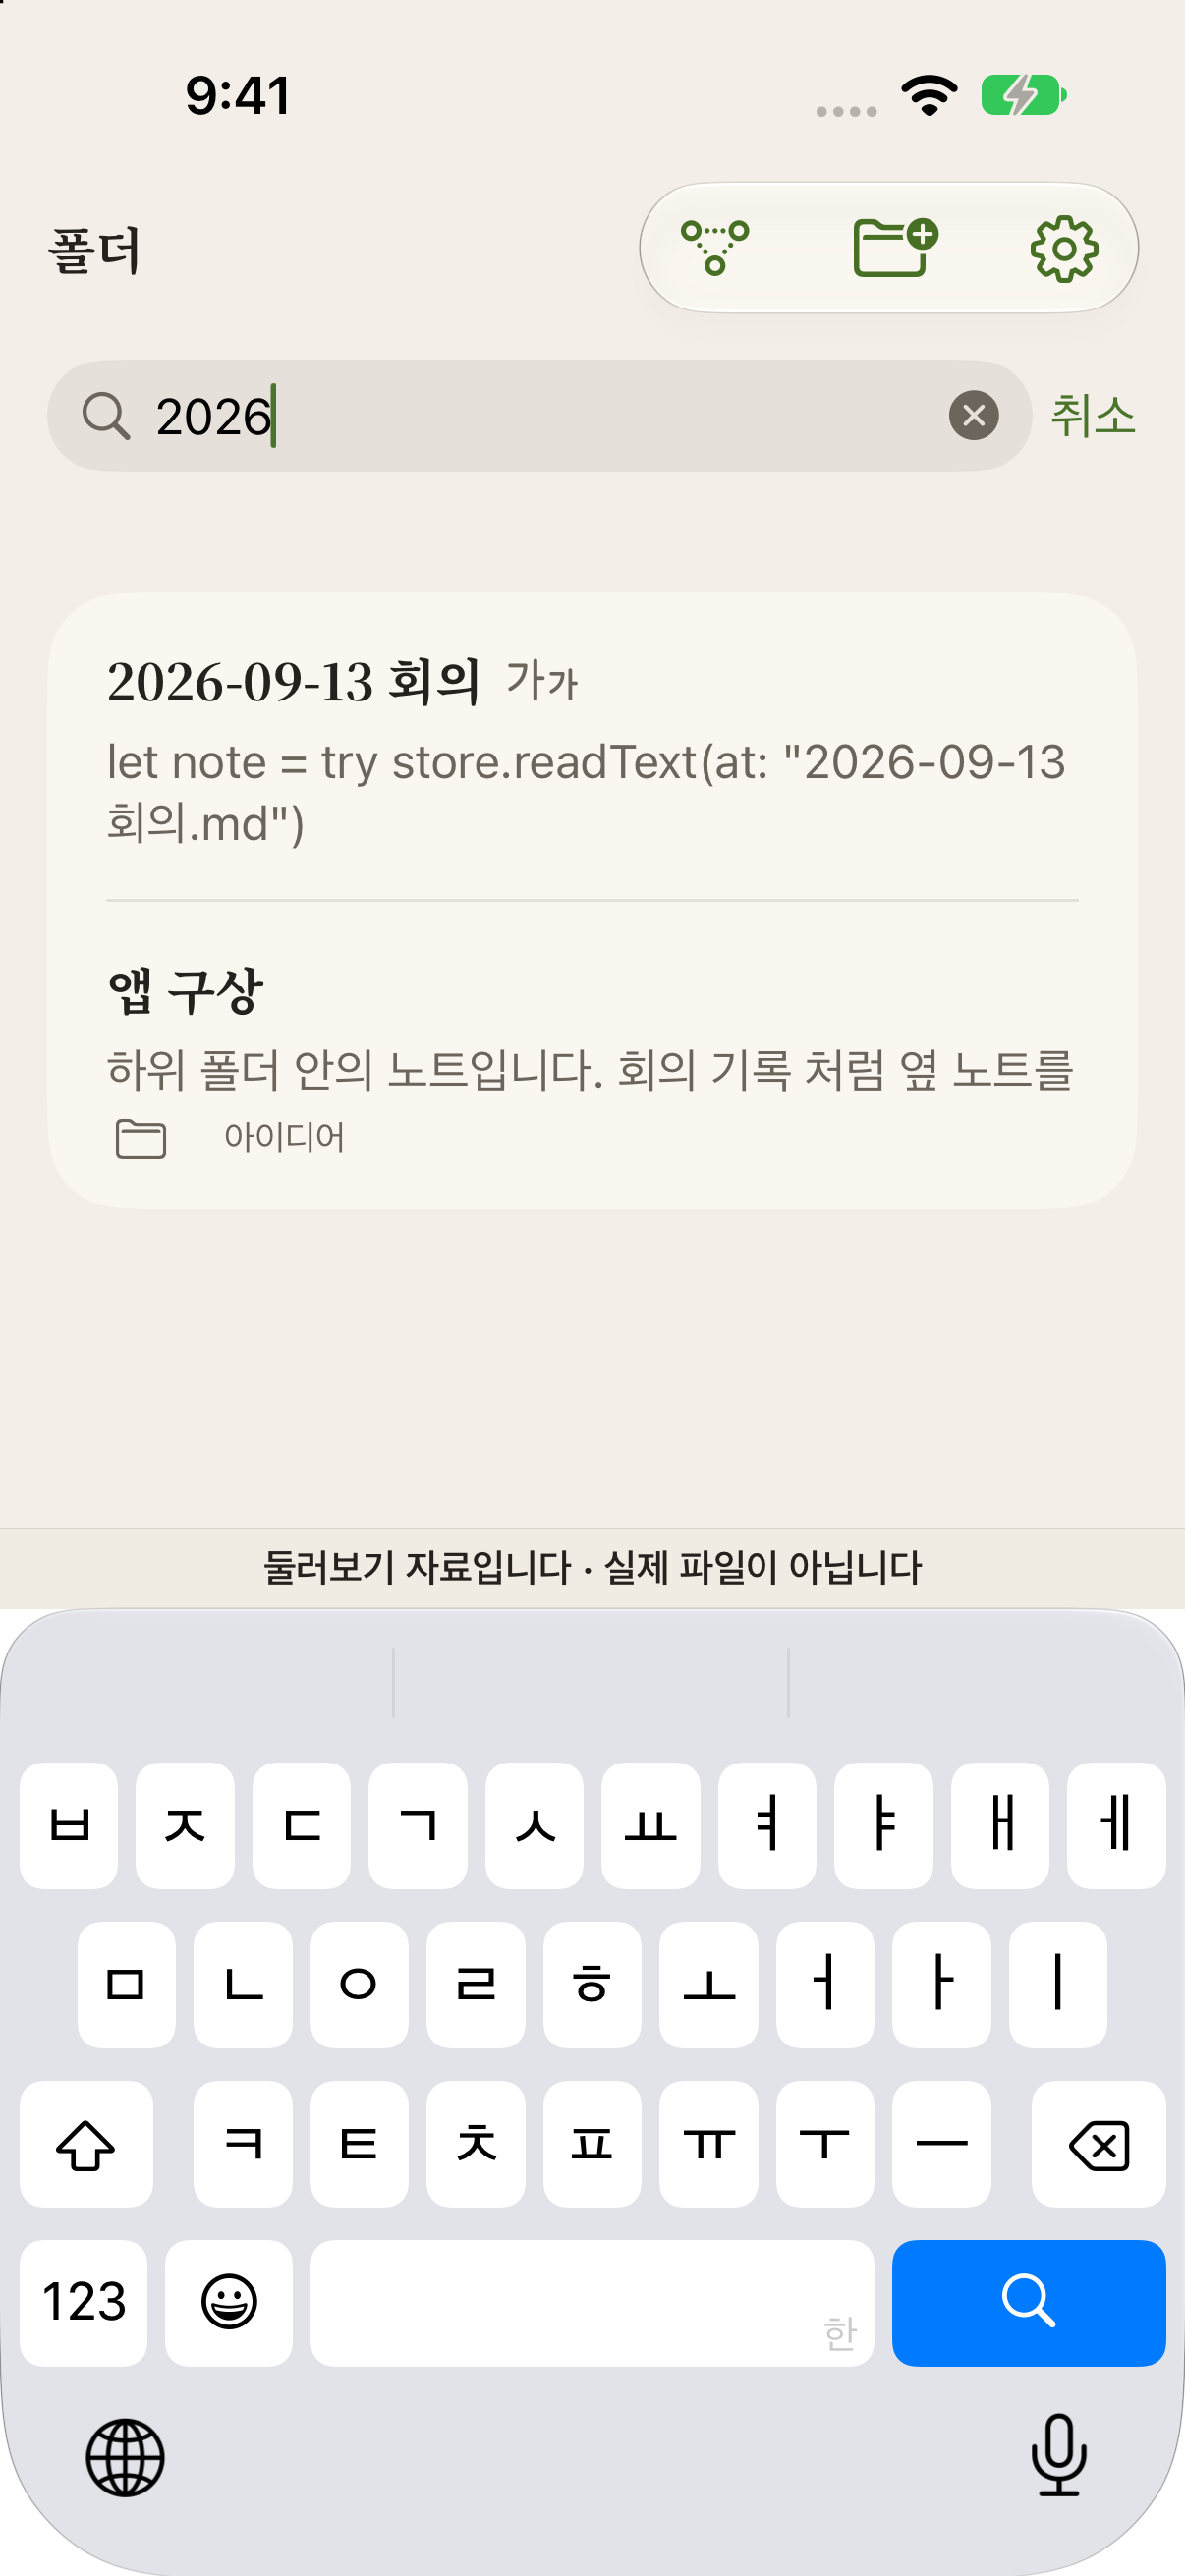 9:41
폴더
2026
취소
2026-09-13 회의 가가
let note = try store.readText(at: "2026-09-13
회의.md")
앱 구상
하위 폴더 안의 노트입니다. 회의 기록 처럼 옆 노트를
아이디어
둘러보기 자료입니다 · 실제 파일이 아닙니다
ㅂ ㅈ ㄷ ㄱ ㅅ ㅛ ㅕ ㅑ ㅐ ㅔ
ㅁ ㄴ ㅇ ㄹ ㅎ ㅗ ㅓ ㅏ ㅣ
ㅋ ㅌ ㅊ ㅍ ㅠ ㅜ ㅡ
123 한